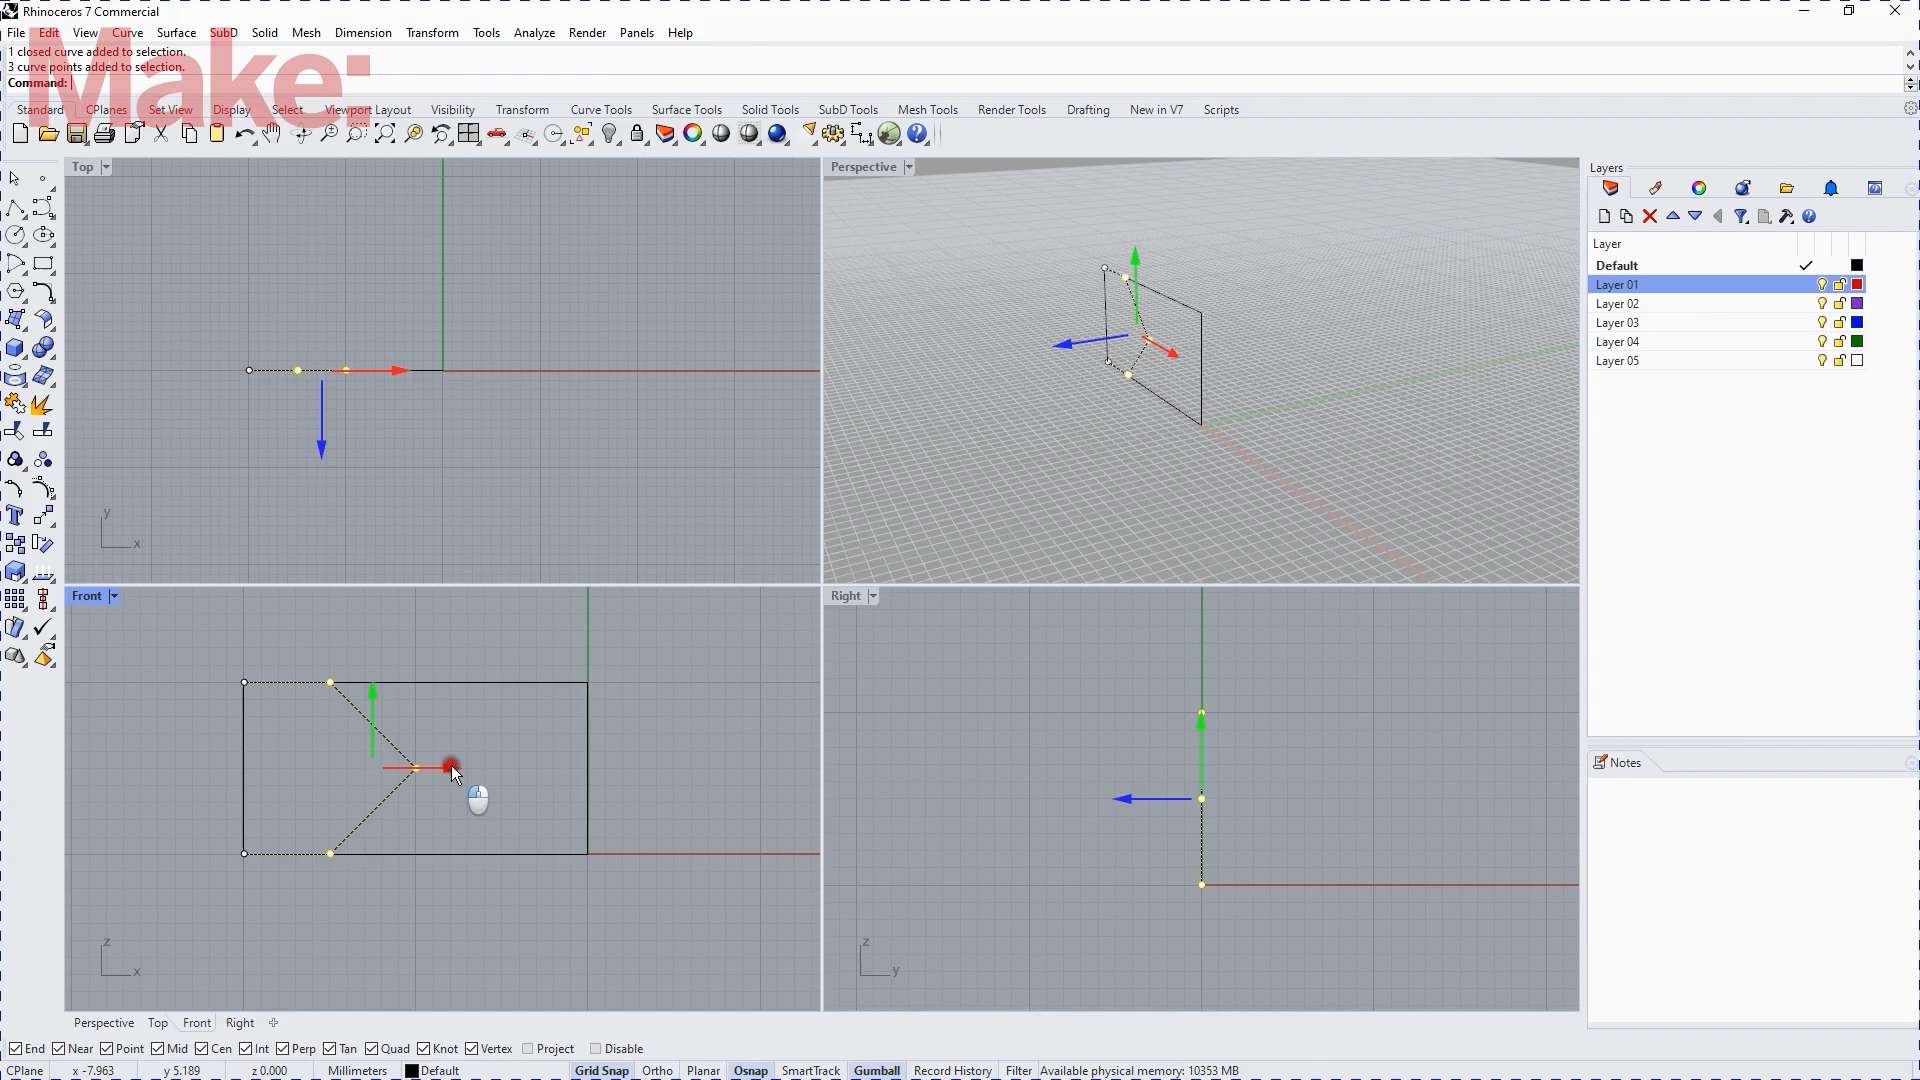 Rhinoceros 7 Commercial
File Edit View Curve Surface SubD Solid Mesh Dimension Transform Tools Analyze Render Panels Help
Make:
1 closed curve added to selection.
3 curve points added to selection.
Command:
Standard CPlanes Set View Display Select Viewport Layout Visibility Transform Curve Tools Surface Tools Solid Tools SubD Tools Mesh Tools Render Tools Drafting New in V7 Scripts
Top
Perspective
Layers
Layer
Default
Layer 01
Layer 02
Layer 03
Layer 04
Layer 05
y
x
Front
Right
Notes
z
x
z
y
Perspective Top Front Right
End Near Point Mid Cen Int Perp Tan Quad Knot Vertex Project Disable
CPlane x -7.963 y 5.189 z 0.000 Millimeters Default Grid Snap Ortho Planar Osnap SmartTrack Gumball Record History Filter Available physical memory: 10353 MB